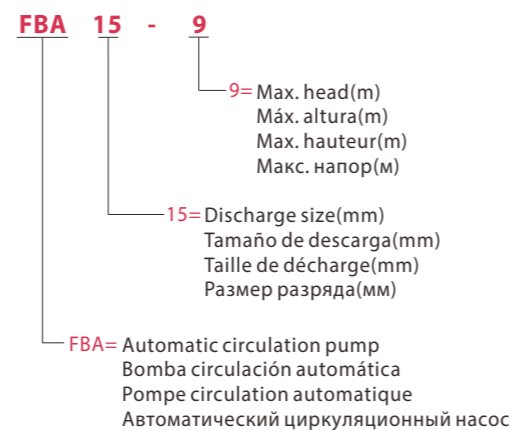 FBA 15 - 9
9= Max. head(m)
Máx. altura(m)
Max. hauteur(m)
Макс. напор(м)
15= Discharge size(mm)
Tamaño de descarga(mm)
Taille de décharge(mm)
Размер разряда(мм)
FBA= Automatic circulation pump
Bomba circulación automática
Pompe circulation automatique
Автоматический циркуляционный насос